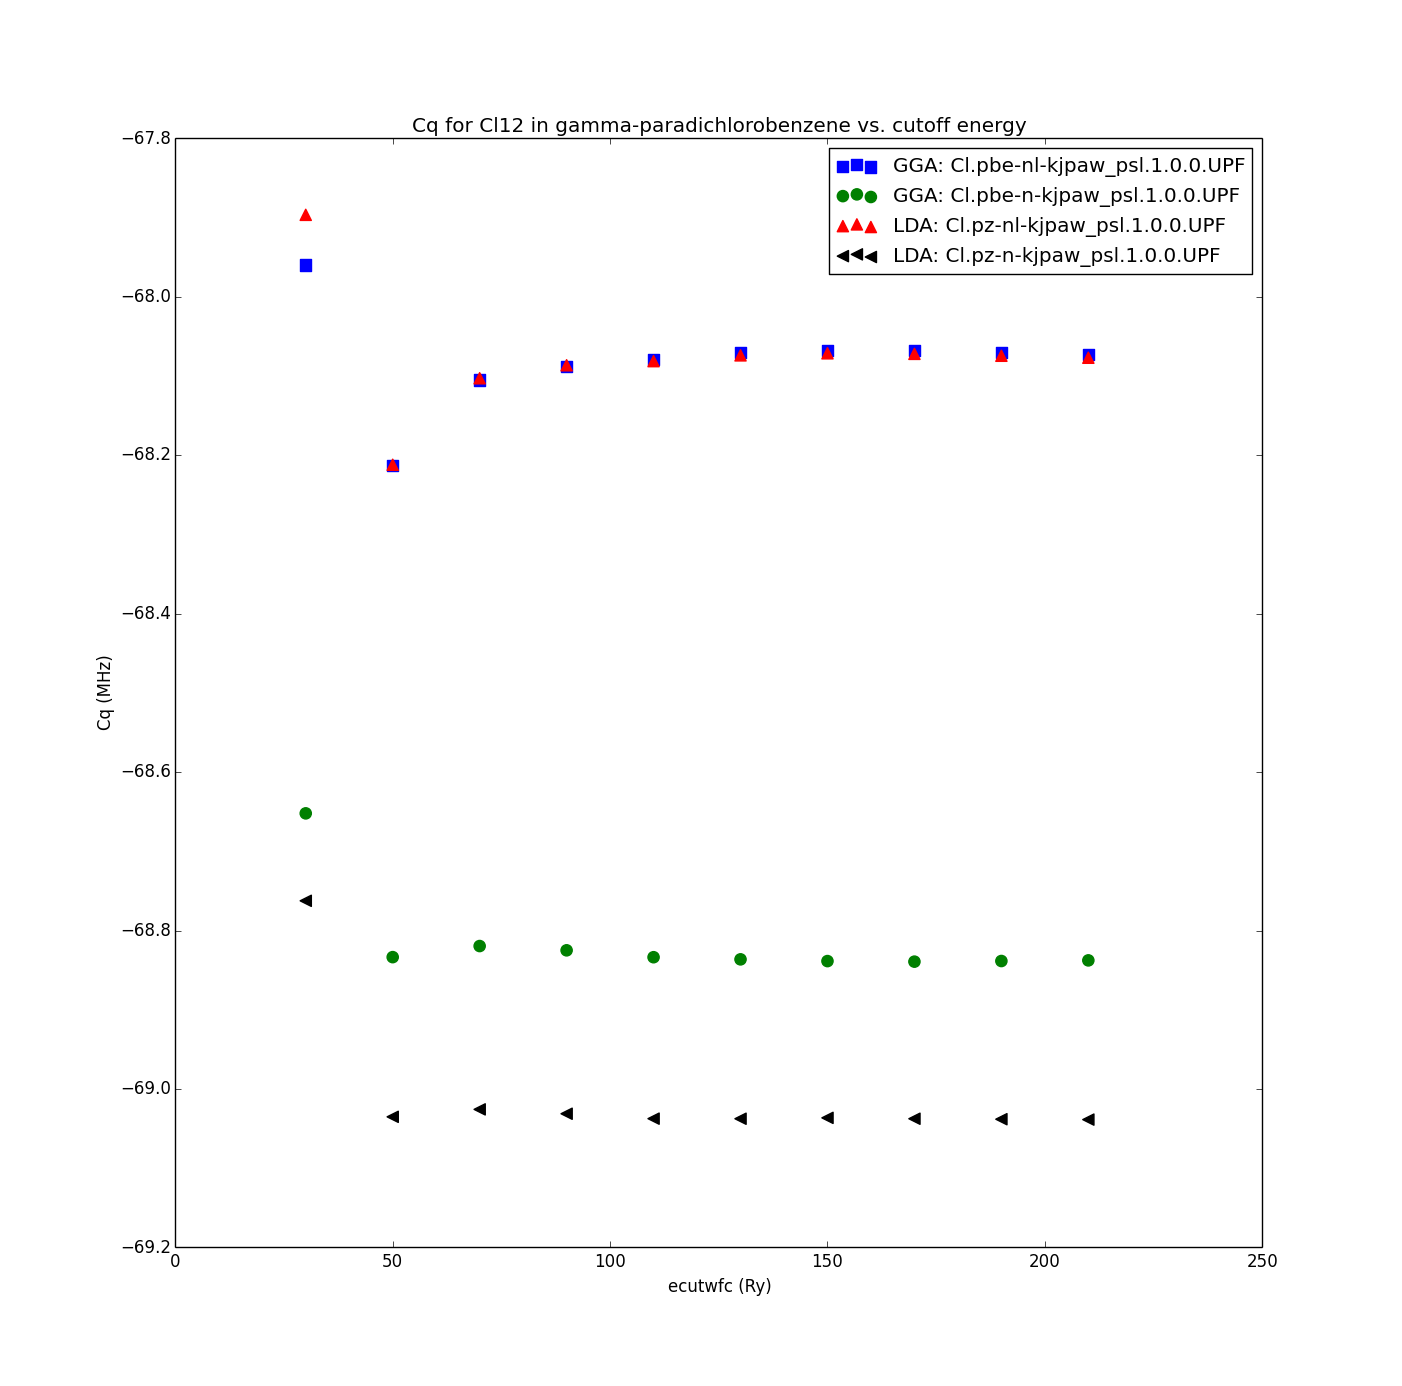 Cq for Cl12 in gamma-paradichlorobenzene vs. cutoff energy
−67.8
GGA: Cl.pbe-nl-kjpaw_psl.1.0.0.UPF
GGA: Cl.pbe-n-kjpaw_psl.1.0.0.UPF
LDA: Cl.pz-nl-kjpaw_psl.1.0.0.UPF
LDA: Cl.pz-n-kjpaw_psl.1.0.0.UPF
−68.0
−68.2
−68.4
−68.6
−68.8
−69.0
−69.2
Cq (MHz)
0 50 100 150 200 250
ecutwfc (Ry)